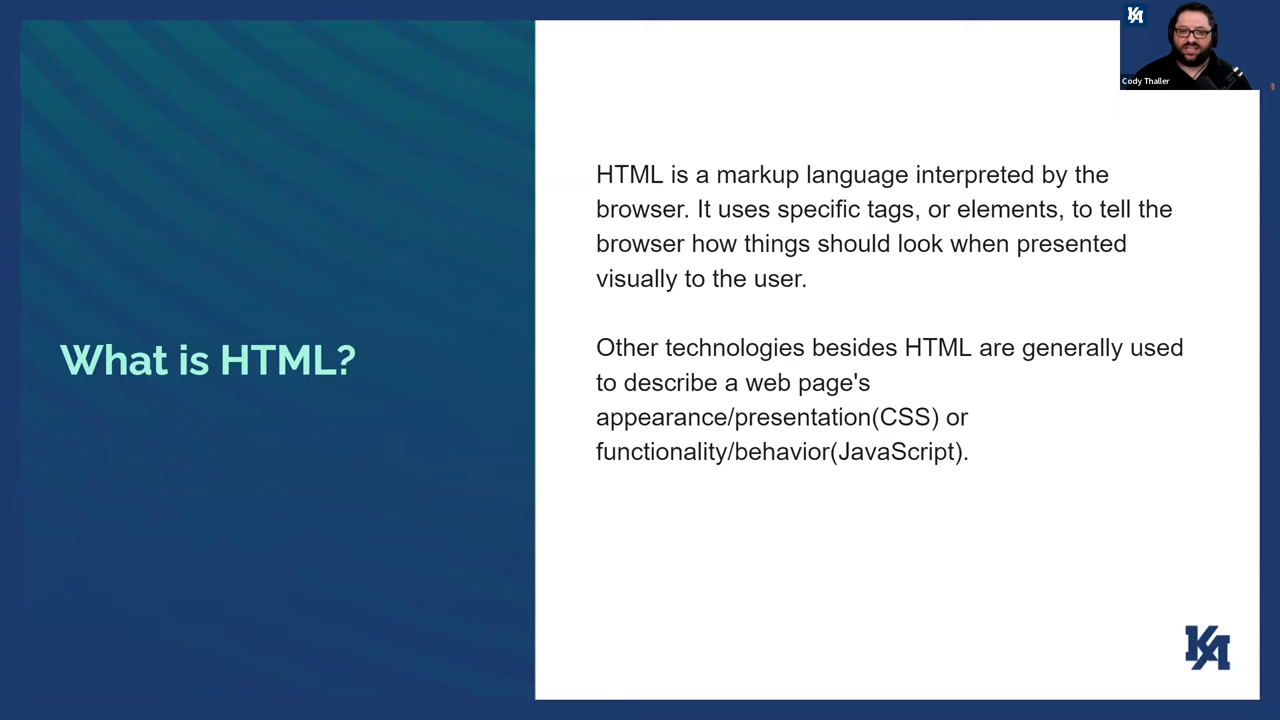 KA
Cody Thaller
What is HTML?
HTML is a markup language interpreted by the
browser. It uses specific tags, or elements, to tell the
browser how things should look when presented
visually to the user.
Other technologies besides HTML are generally used
to describe a web page's
appearance/presentation(CSS) or
functionality/behavior(JavaScript).
KA